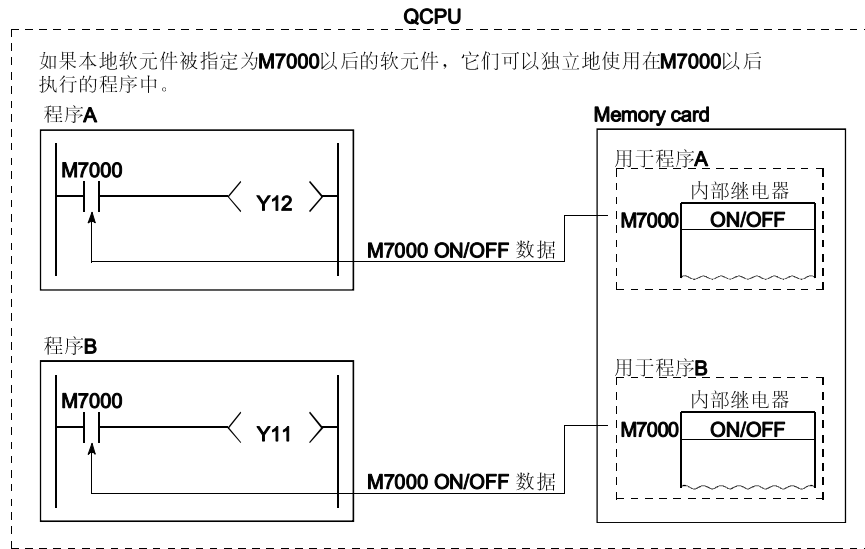 QCPU
如果本地软元件被指定为M7000以后的软元件，它们可以独立地使用在M7000以后
执行的程序中。
程序A
M7000
Y12
M7000 ON/OFF 数据
Memory card
用于程序A
内部继电器
M7000 ON/OFF
程序B
M7000
Y11
M7000 ON/OFF 数据
用于程序B
内部继电器
M7000 ON/OFF